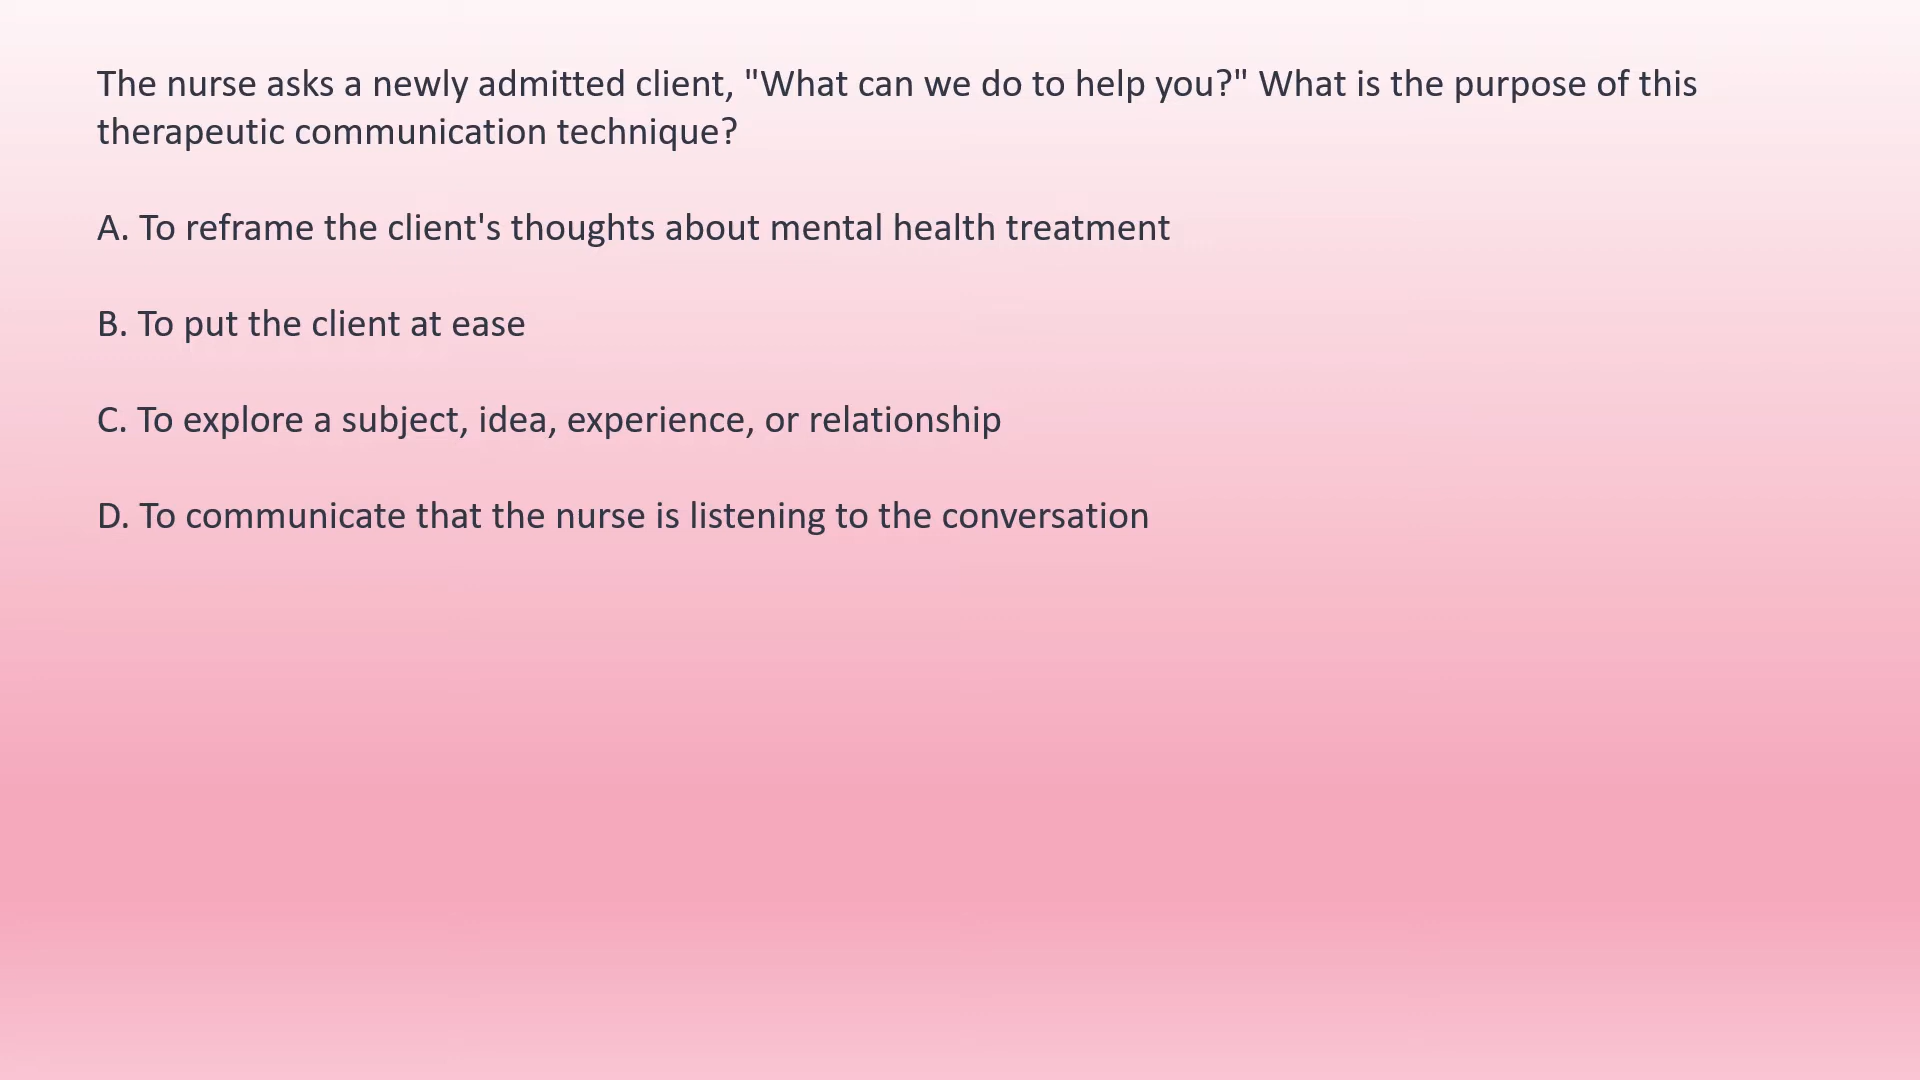 The nurse asks a newly admitted client, "What can we do to help you?" What is the purpose of this
therapeutic communication technique?
A. To reframe the client's thoughts about mental health treatment
B. To put the client at ease
C. To explore a subject, idea, experience, or relationship
D. To communicate that the nurse is listening to the conversation